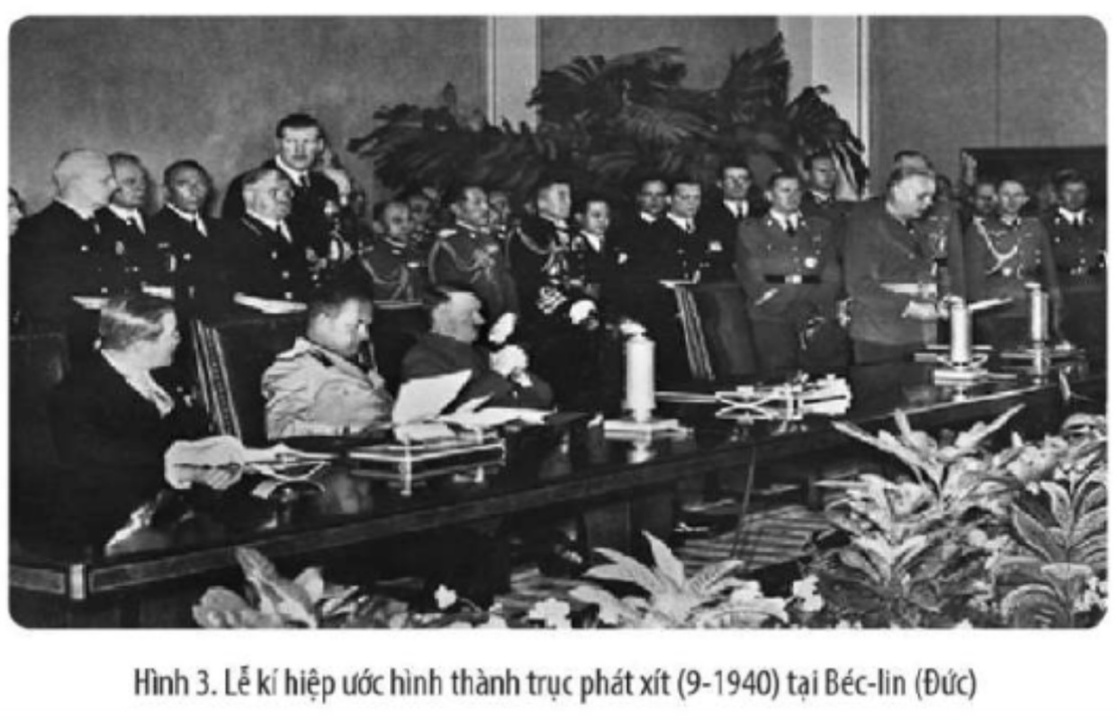 Hình 3. Lễ kí hiệp ước hình thành trục phát xít (9-1940) tại Béc-lin (Đức)